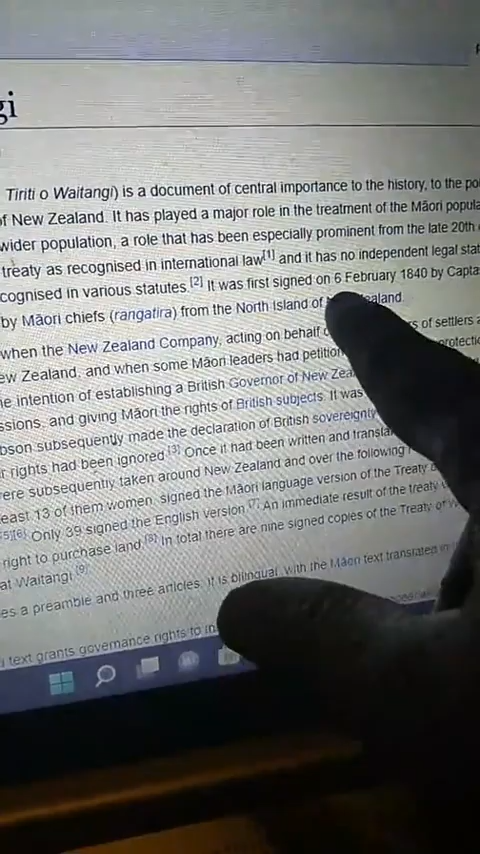 gi
Tiriti o Waitangi) is a document of central importance to the history, to the po
of New Zealand. It has played a major role in the treatment of the Māori popula
wider population, a role that has been especially prominent from the late 20th
treaty as recognised in international law[1] and it has no independent legal stat
cognised in various statutes.[2] It was first signed on 6 February 1840 by Capta
by Māori chiefs (rangatira) from the North Island of ealand.
when the New Zealand Company, acting on behalf of settlers a
ew Zealand, and when some Māori leaders had petition protectio
he intention of establishing a British Governor of New Zea
ssions, and giving Māori the rights of British subjects. It was
bson subsequently made the declaration of British sovereignty
r rights had been ignored.[3] Once it had been written and transla
ere subsequently taken around New Zealand and over the following
east 13 of them women, signed the Māori language version of the Treaty
[5][6] Only 39 signed the English version.[7] An immediate result of the treaty
right to purchase land.[8] In total there are nine signed copies of the Treaty of
at Waitangi.[9]
es a preamble and three articles. It is bilingual, with the Māori text translated in
i text grants governance rights to